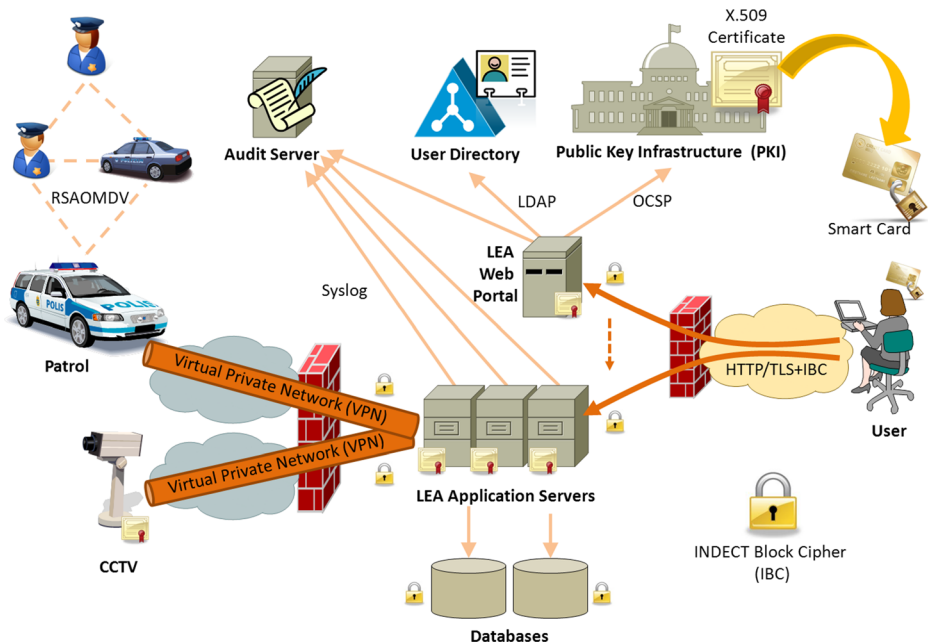 X.509
Certificate
Audit Server
User Directory
Public Key Infrastructure (PKI)
RSAOMDV
LDAP
OCSP
Smart Card
LEA
Web
Portal
Syslog
POLIS
POLIS
Patrol
Virtual Private Network (VPN)
HTTP/TLS+IBC
User
Virtual Private Network (VPN)
LEA Application Servers
CCTV
INDECT Block Cipher
(IBC)
Databases